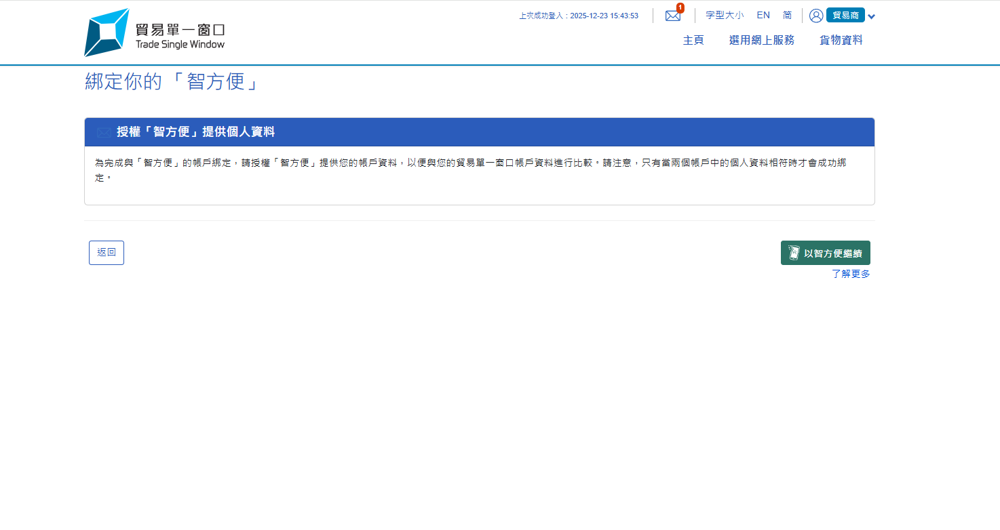 貿易單一窗口
Trade Single Window
上次成功登入 : 2025-12-23 15:43:53
1
字型大小 EN 简
貿易商
主頁 選用網上服務 貨物資料
綁定你的「智方便」
授權「智方便」提供個人資料
為完成與「智方便」的帳戶綁定，請授權「智方便」提供您的帳戶資料，以便與您的貿易單一窗口帳戶資料進行比較。請注意，只有當兩個帳戶中的個人資料相符時才會成功綁
定。
返回
以智方便繼續
了解更多